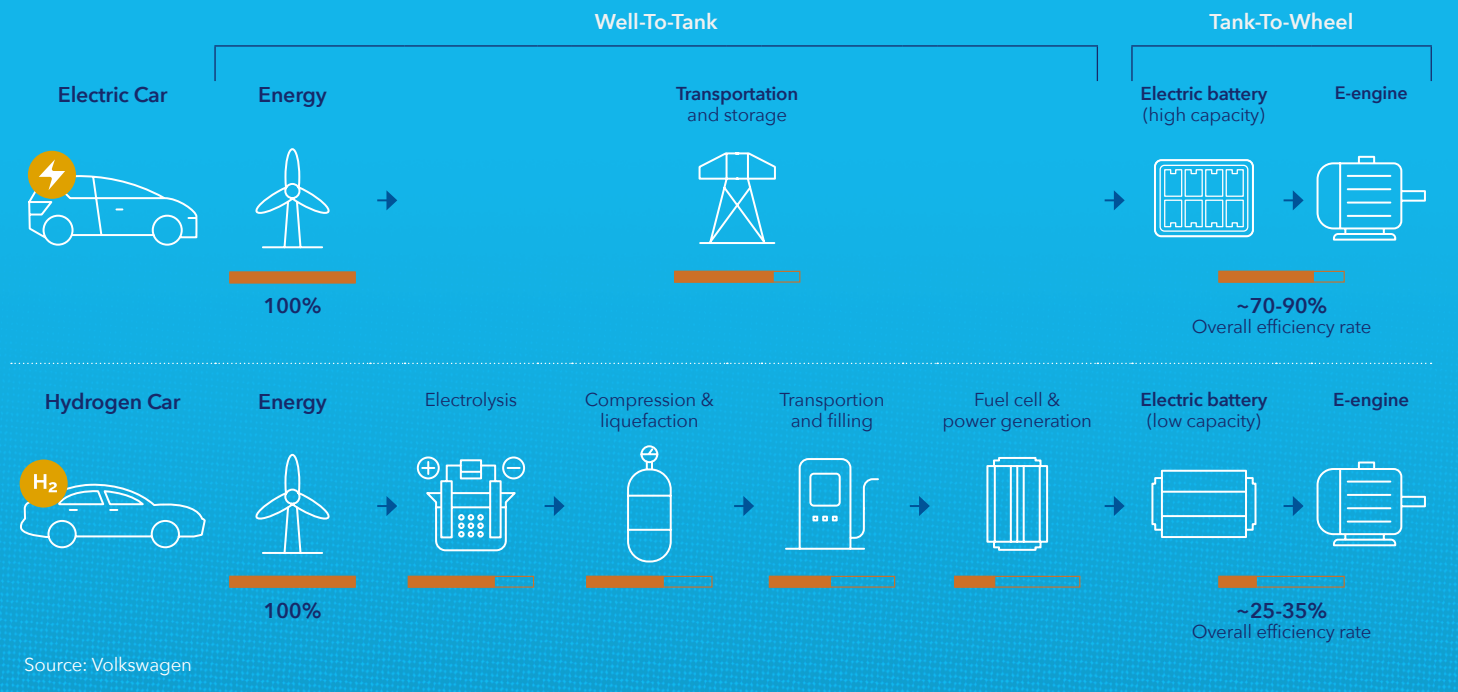 Well-To-Tank
Tank-To-Wheel
Electric Car
Energy
Transportation
and storage
Electric battery
(high capacity)
E-engine
100%
~70-90%
Overall efficiency rate
Hydrogen Car
Energy
Electrolysis
Compression &
liquefaction
Transportion
and filling
Fuel cell &
power generation
Electric battery
(low capacity)
E-engine
H₂
100%
~25-35%
Overall efficiency rate
Source: Volkswagen